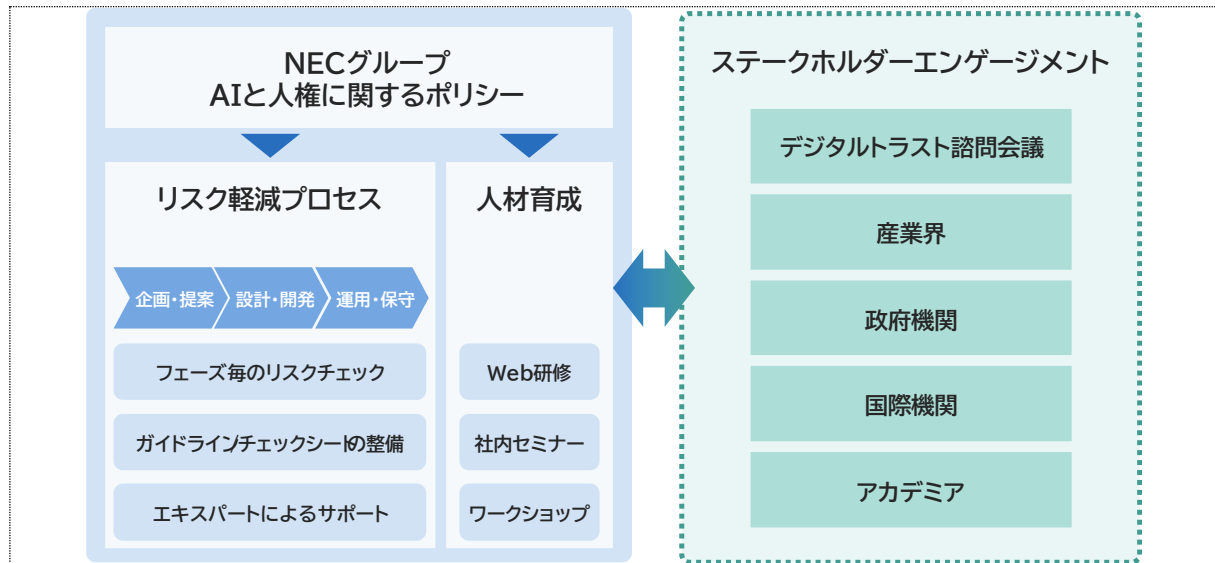 NECグループ
AIと人権に関するポリシー
リスク軽減プロセス
企画・提案
設計・開発
運用・保守
フェーズ毎のリスクチェック
ガイドライン/チェックシートの整備
エキスパートによるサポート
人材育成
Web研修
社内セミナー
ワークショップ
ステークホルダーエンゲージメント
デジタルトラスト諮問会議
産業界
政府機関
国際機関
アカデミア